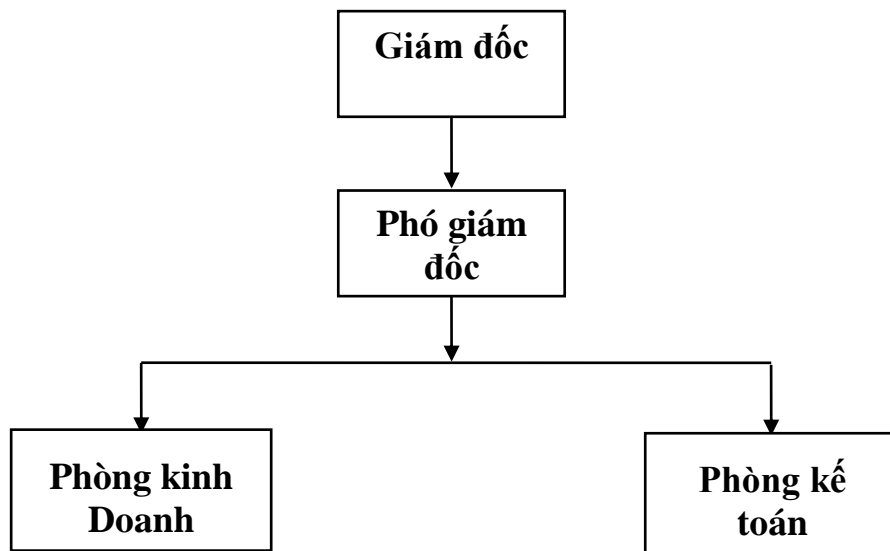 Giám đốc
Phó giám
đốc
Phòng kinh
Doanh
Phòng kế
toán